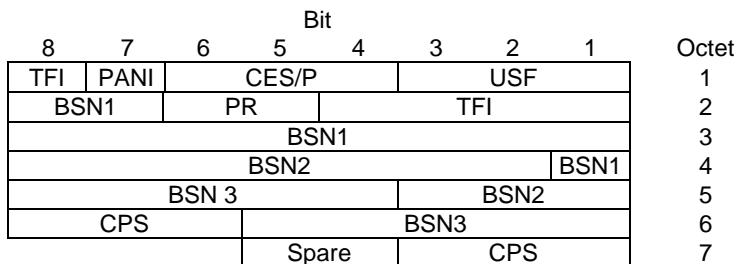 Bit
8 7 6 5 4 3 2 1 Octet
TFI PANI CES/P USF 1
BSN1 PR TFI 2
BSN1 3
BSN2 BSN1 4
BSN 3 BSN2 5
CPS BSN3 6
Spare CPS 7